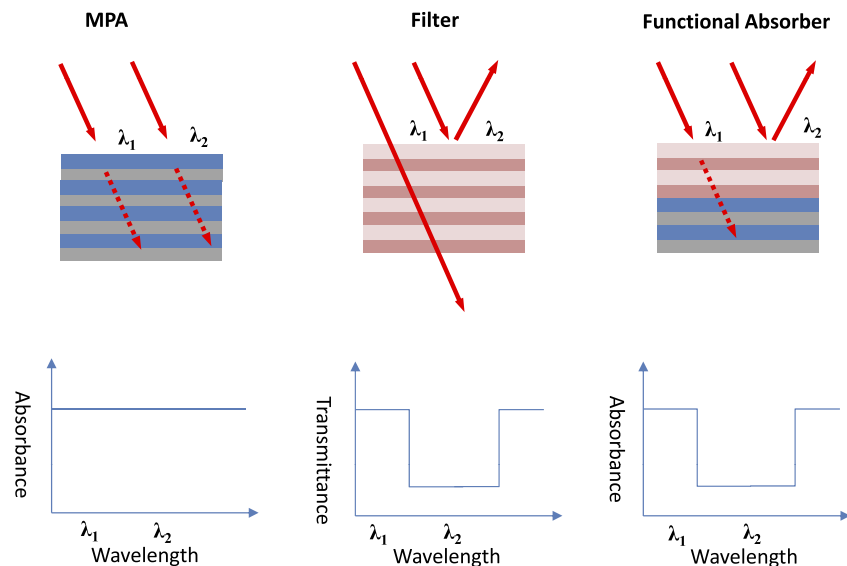 MPA
Filter
Functional Absorber
λ1
λ2
λ1
λ2
λ1
λ2
Absorbance
λ1
λ2
Wavelength
Transmittance
λ1
λ2
Wavelength
Absorbance
λ1
λ2
Wavelength